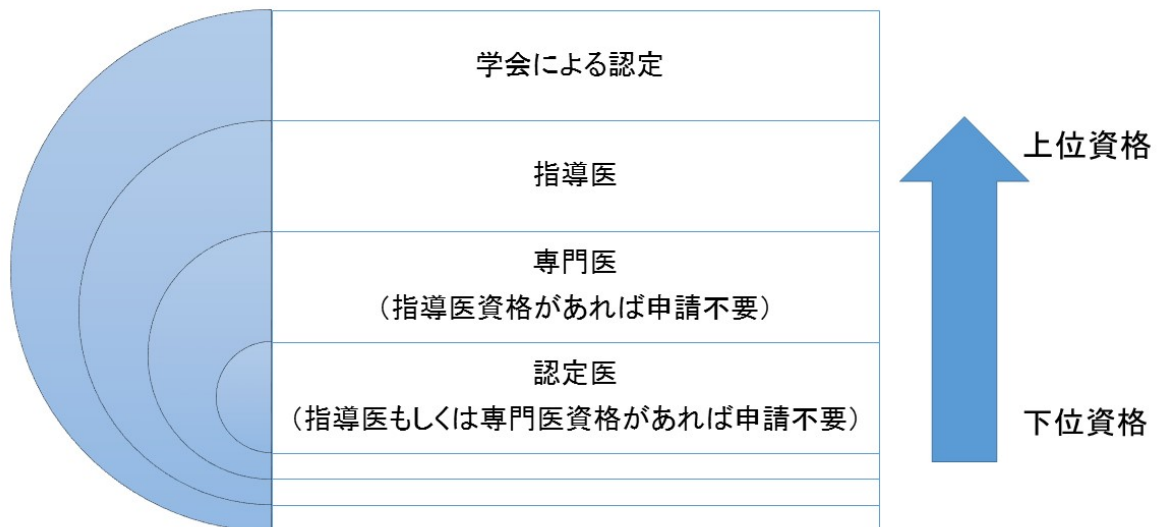 学会による認定
指導医
専門医
（指導医資格があれば申請不要）
認定医
（指導医もしくは専門医資格があれば申請不要）
上位資格
下位資格